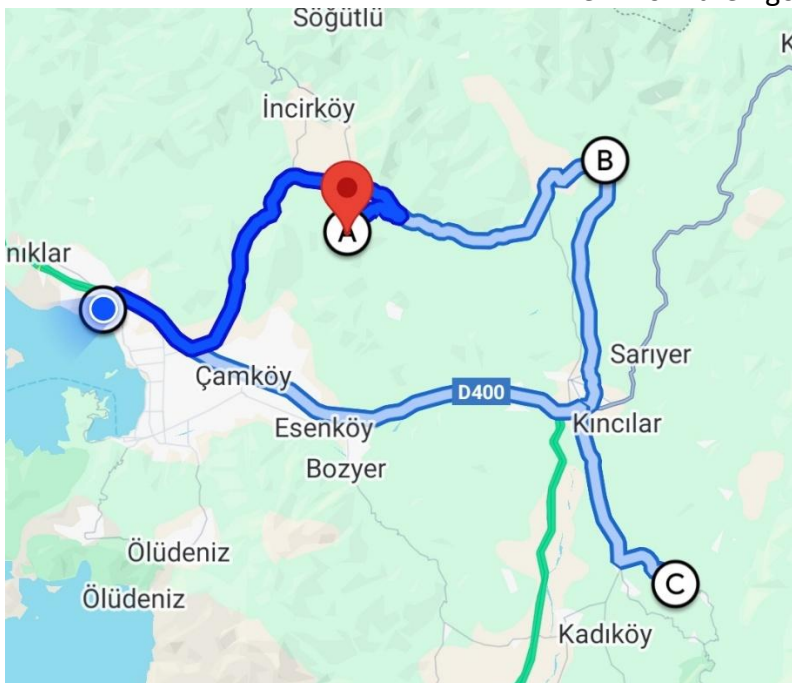 Söğütlü
İncirköy
A
B
nıklar
Sarıyer
Çamköy
D400
Esenköy
Kıncılar
Bozyer
Ölüdeniz
C
Ölüdeniz
Kadıköy
K